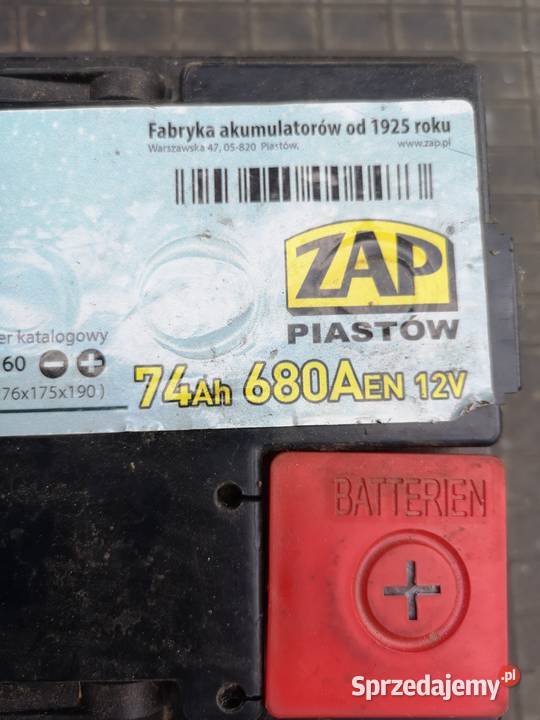 Fabryka akumulatorów od 1925 roku
Warszawska 47, 05-820 Piastów,
www.zap.pl
ZAP
PIASTÓW
er katalogowy
60 - +
76x175x190 )
74Ah 680AEN 12V
BATTERIEN
+
Sprzedajemy.pl